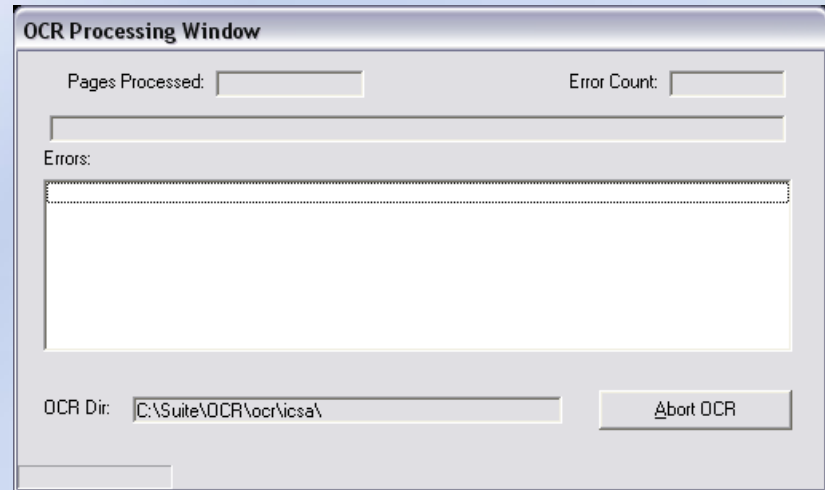 OCR Processing Window
Pages Processed: Error Count:
Errors:
OCR Dir: C:\Suite\OCR\ocr\icsa\ Abort OCR